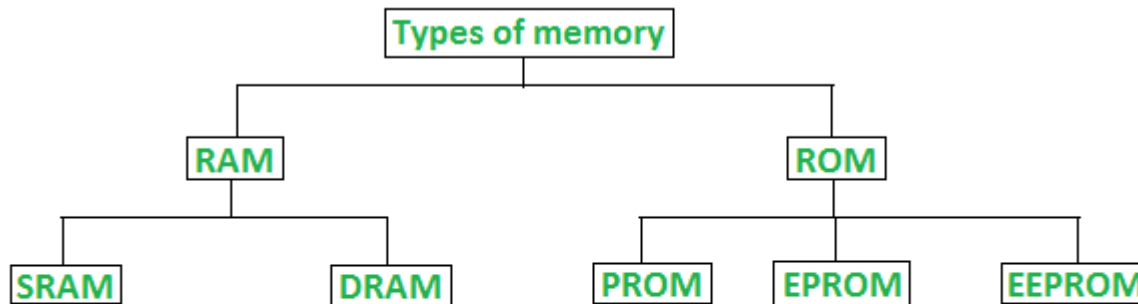 Types of memory
RAM
ROM
SRAM
DRAM
PROM
EPROM
EEPROM